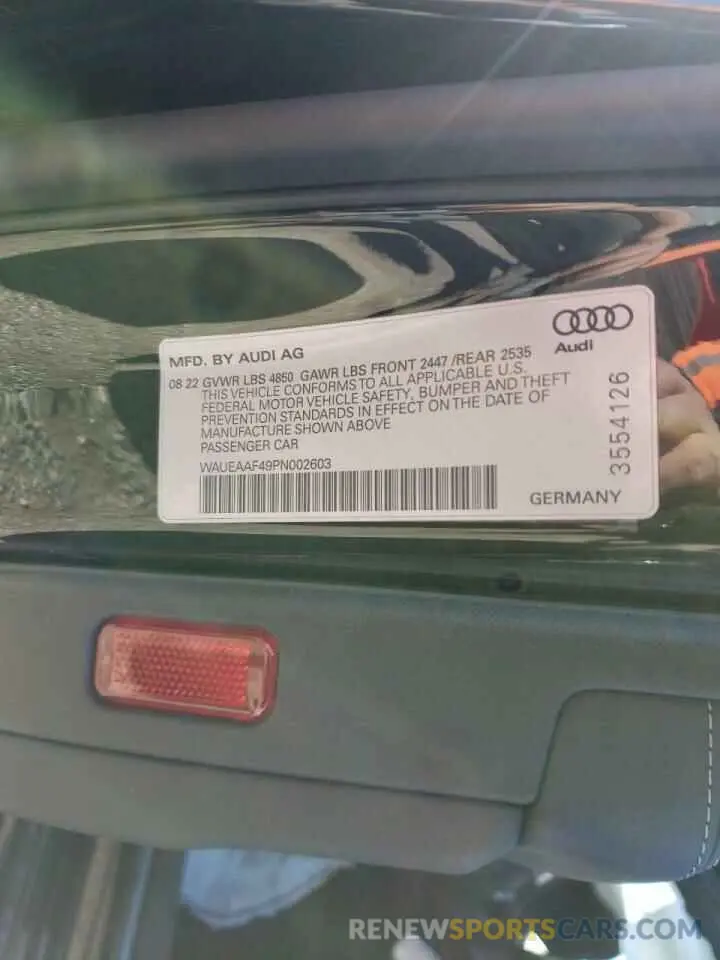 MFD. BY AUDI AG
Audi
08 22 GVWR LBS 4850 GAWR LBS FRONT 2447 /REAR 2535
THIS VEHICLE CONFORMS TO ALL APPLICABLE U.S.
FEDERAL MOTOR VEHICLE SAFETY, BUMPER AND THEFT
PREVENTION STANDARDS IN EFFECT ON THE DATE OF
MANUFACTURE SHOWN ABOVE
PASSENGER CAR
WAUEAAF49PN002603
3554126
GERMANY
RENEWSPORTSCARS.COM